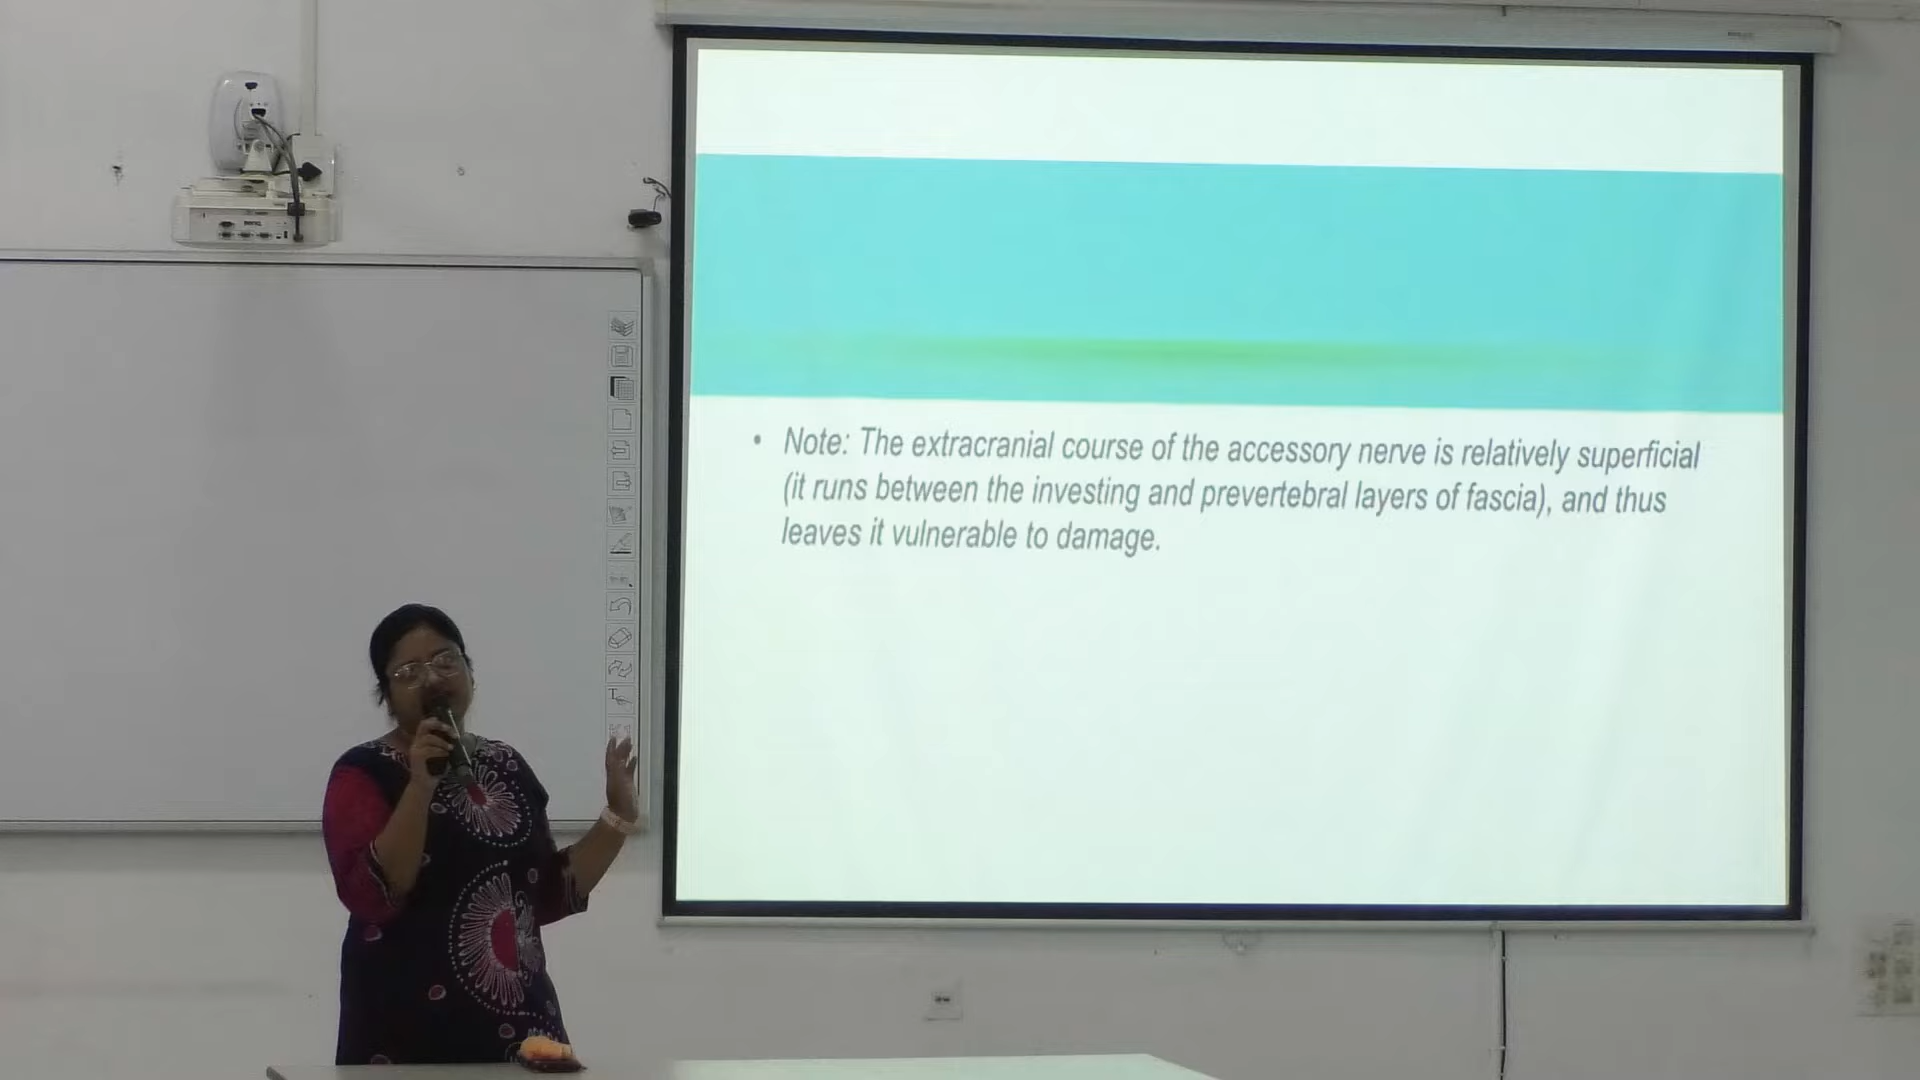 • Note: The extracranial course of the accessory nerve is relatively superficial
(it runs between the investing and prevertebral layers of fascia), and thus
leaves it vulnerable to damage.